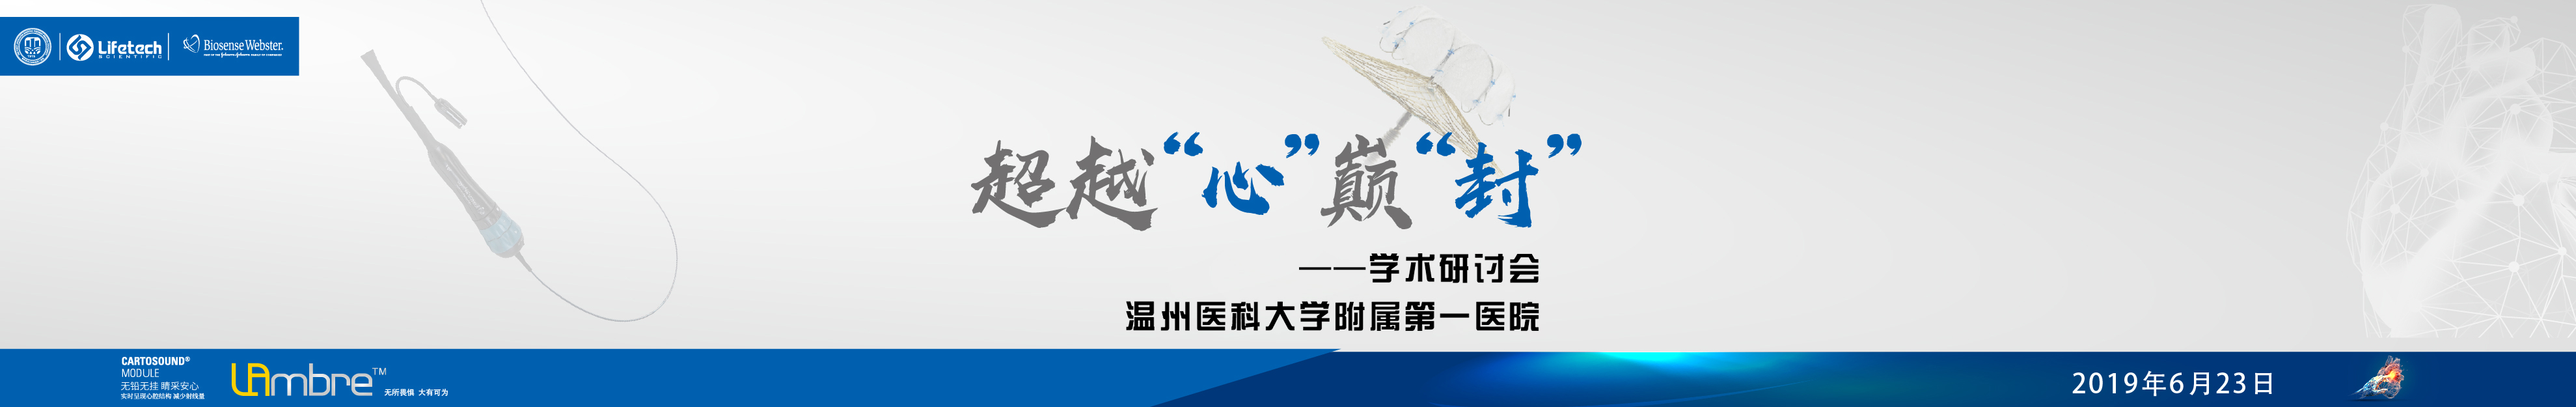 Lifetech
SCIENTIFIC
Biosense Webster.
超越“心”巅“封”
——学术研讨会
温州医科大学附属第一医院
CARTOSOUND®
MODULE
无铅无挂 晴采安心
实时呈现心腔结构 减少射线量
LAmbre™
无所畏惧 大有可为
2019年6月23日